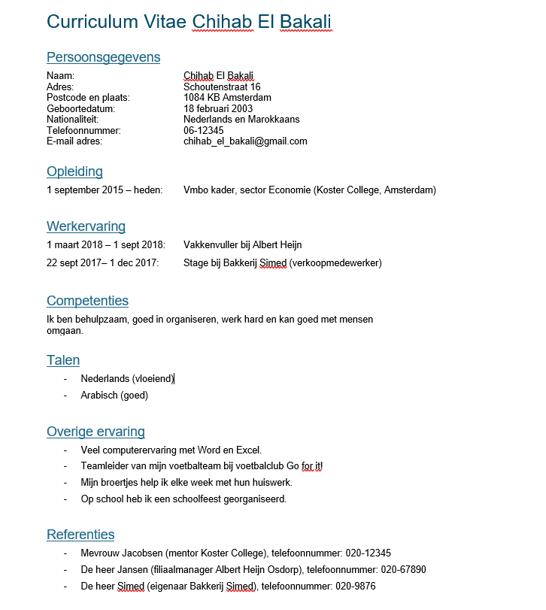 Curriculum Vitae Chihab El Bakali
Persoonsgegevens
Naam: Chihab El Bakali
Adres: Schoutenstraat 16
Postcode en plaats: 1084 KB Amsterdam
Geboortedatum: 18 februari 2003
Nationaliteit: Nederlands en Marokkaans
Telefoonnummer: 06-12345
E-mail adres: chihab_el_bakali@gmail.com
Opleiding
1 september 2015 – heden: Vmbo kader, sector Economie (Koster College, Amsterdam)
Werkervaring
1 maart 2018 – 1 sept 2018: Vakkenvuller bij Albert Heijn
22 sept 2017– 1 dec 2017: Stage bij Bakkerij Simed (verkoopmedewerker)
Competenties
Ik ben behulpzaam, goed in organiseren, werk hard en kan goed met mensen
omgaan.
Talen
- Nederlands (vloeiend)
- Arabisch (goed)
Overige ervaring
- Veel computerervaring met Word en Excel.
- Teamleider van mijn voetbalteam bij voetbalclub Go for it!
- Mijn broertjes help ik elke week met hun huiswerk.
- Op school heb ik een schoolfeest georganiseerd.
Referenties
- Mevrouw Jacobsen (mentor Koster College), telefoonnummer: 020-12345
- De heer Jansen (filiaalmanager Albert Heijn Osdorp), telefoonnummer: 020-67890
- De heer Simed (eigenaar Bakkerij Simed), telefoonnummer: 020-9876